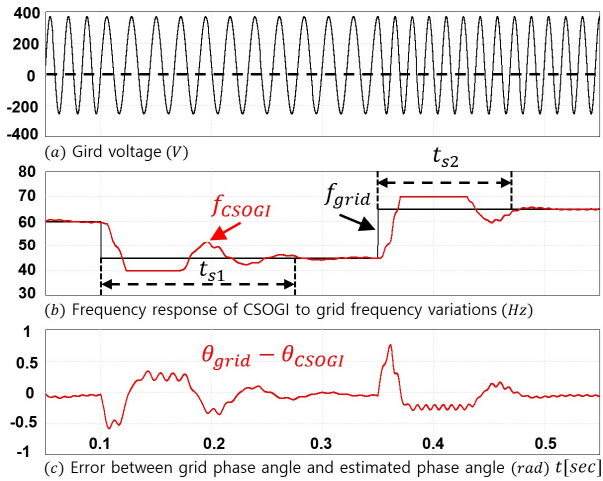 400
200
0
-200
-400
(a) Gird voltage (V)
80
70
60
50
40
30
f_CSOGI
f_grid
t_s1
t_s2
(b) Frequency response of CSOGI to grid frequency variations (Hz)
1
0.5
0
-0.5
-1
θ_grid − θ_CSOGI
0.1 0.2 0.3 0.4 0.5
(c) Error between grid phase angle and estimated phase angle (rad) t[sec]